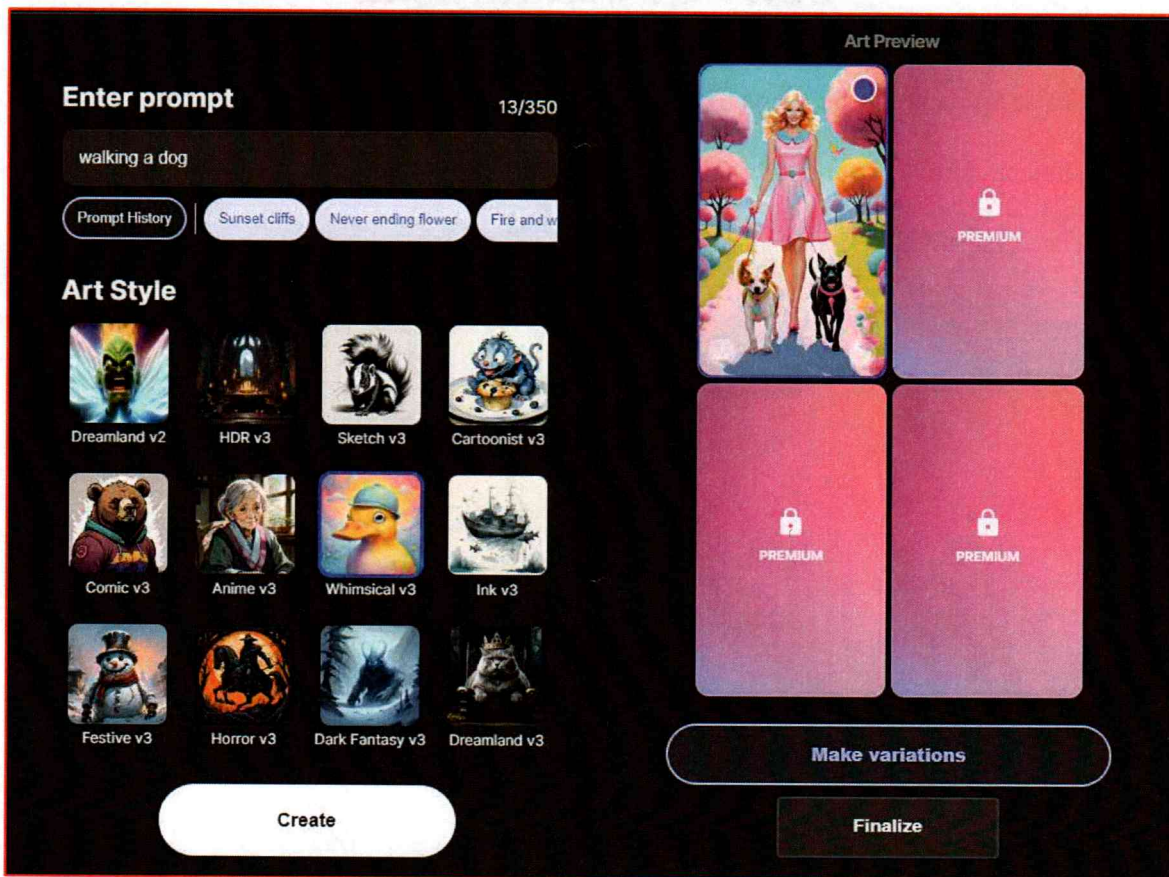 Art Preview
Enter prompt
13/350
walking a dog
Prompt History
Sunset cliffs
Never ending flower
Fire and w
Art Style
Dreamland v2
HDR v3
Sketch v3
Cartoonist v3
Comic v3
Anime v3
Whimsical v3
Ink v3
Festive v3
Horror v3
Dark Fantasy v3
Dreamland v3
Create
PREMIUM
PREMIUM
PREMIUM
Make variations
Finalize